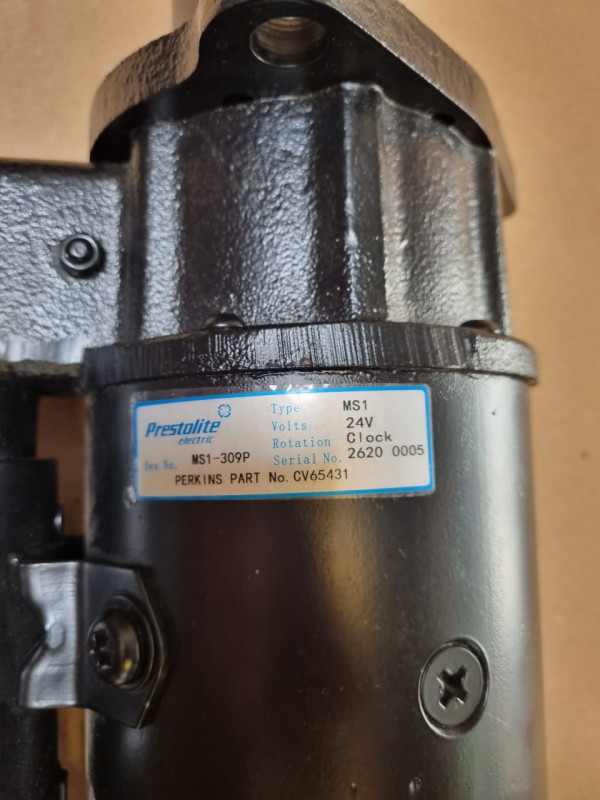 Prestolite
electric
Type MS1
Volts 24V
Rotation Clock
Des No. MS1-309P Serial No. 2620 0005
PERKINS PART No. CV65431